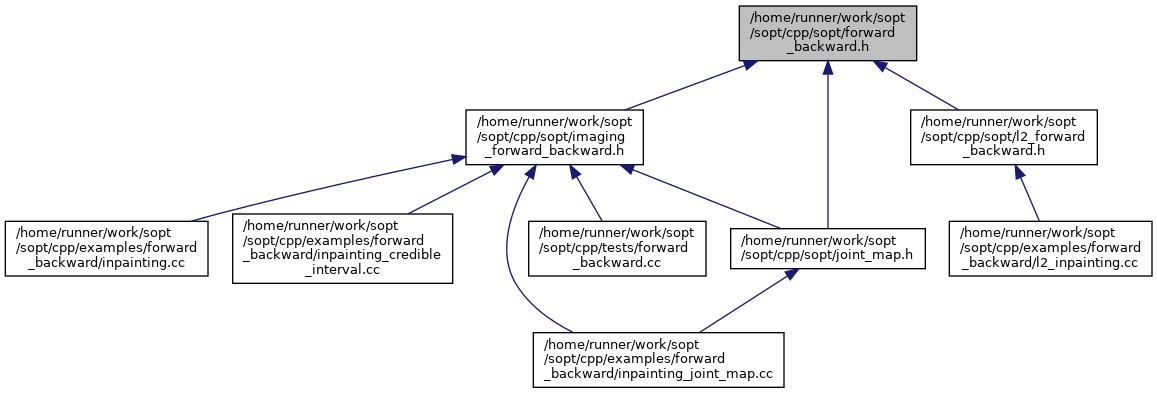 /home/runner/work/sopt
/sopt/cpp/sopt/forward
_backward.h
/home/runner/work/sopt
/sopt/cpp/sopt/imaging
_forward_backward.h
/home/runner/work/sopt
/sopt/cpp/sopt/l2_forward
_backward.h
/home/runner/work/sopt
/sopt/cpp/examples/forward
_backward/inpainting.cc
/home/runner/work/sopt
/sopt/cpp/examples/forward
_backward/inpainting_credible
_interval.cc
/home/runner/work/sopt
/sopt/cpp/tests/forward
_backward.cc
/home/runner/work/sopt
/sopt/cpp/sopt/joint_map.h
/home/runner/work/sopt
/sopt/cpp/examples/forward
_backward/l2_inpainting.cc
/home/runner/work/sopt
/sopt/cpp/examples/forward
_backward/inpainting_joint_map.cc